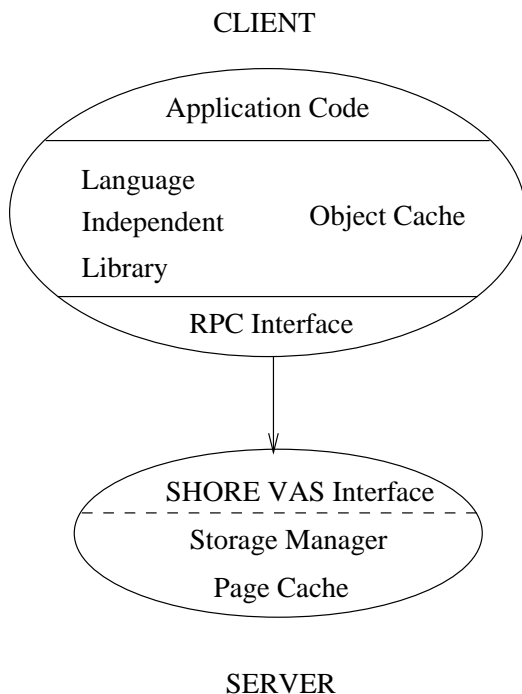 CLIENT
Application Code
Language
Independent
Library
Object Cache
RPC Interface
SHORE VAS Interface
Storage Manager
Page Cache
SERVER